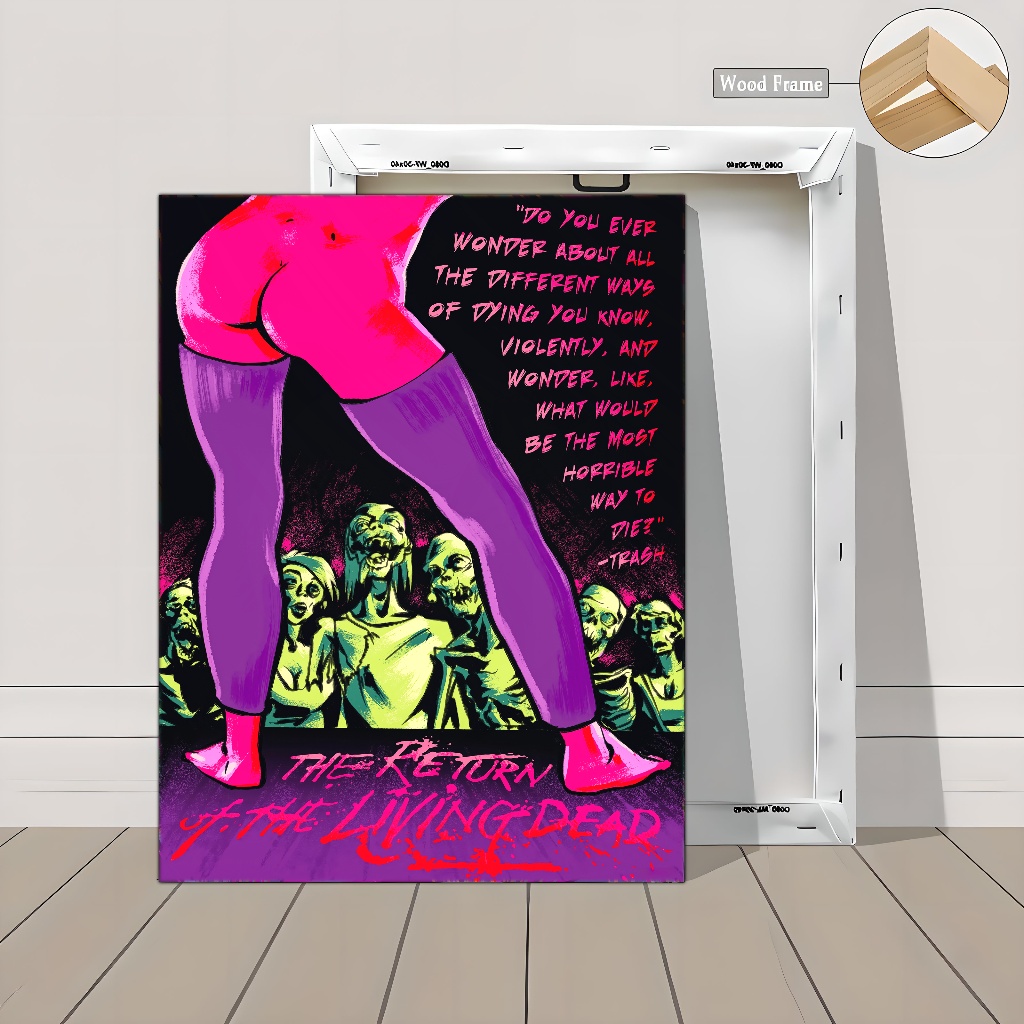 Wood Frame
"DO YOU EVER
WONDER ABOUT ALL
THE DIFFERENT WAYS
OF DYING YOU KNOW,
VIOLENTLY, AND
WONDER, LIKE,
WHAT WOULD
BE THE MOST
HORRIBLE
WAY TO
DIE?"
-TRASH
THE RETURN
of THE LIVING DEAD